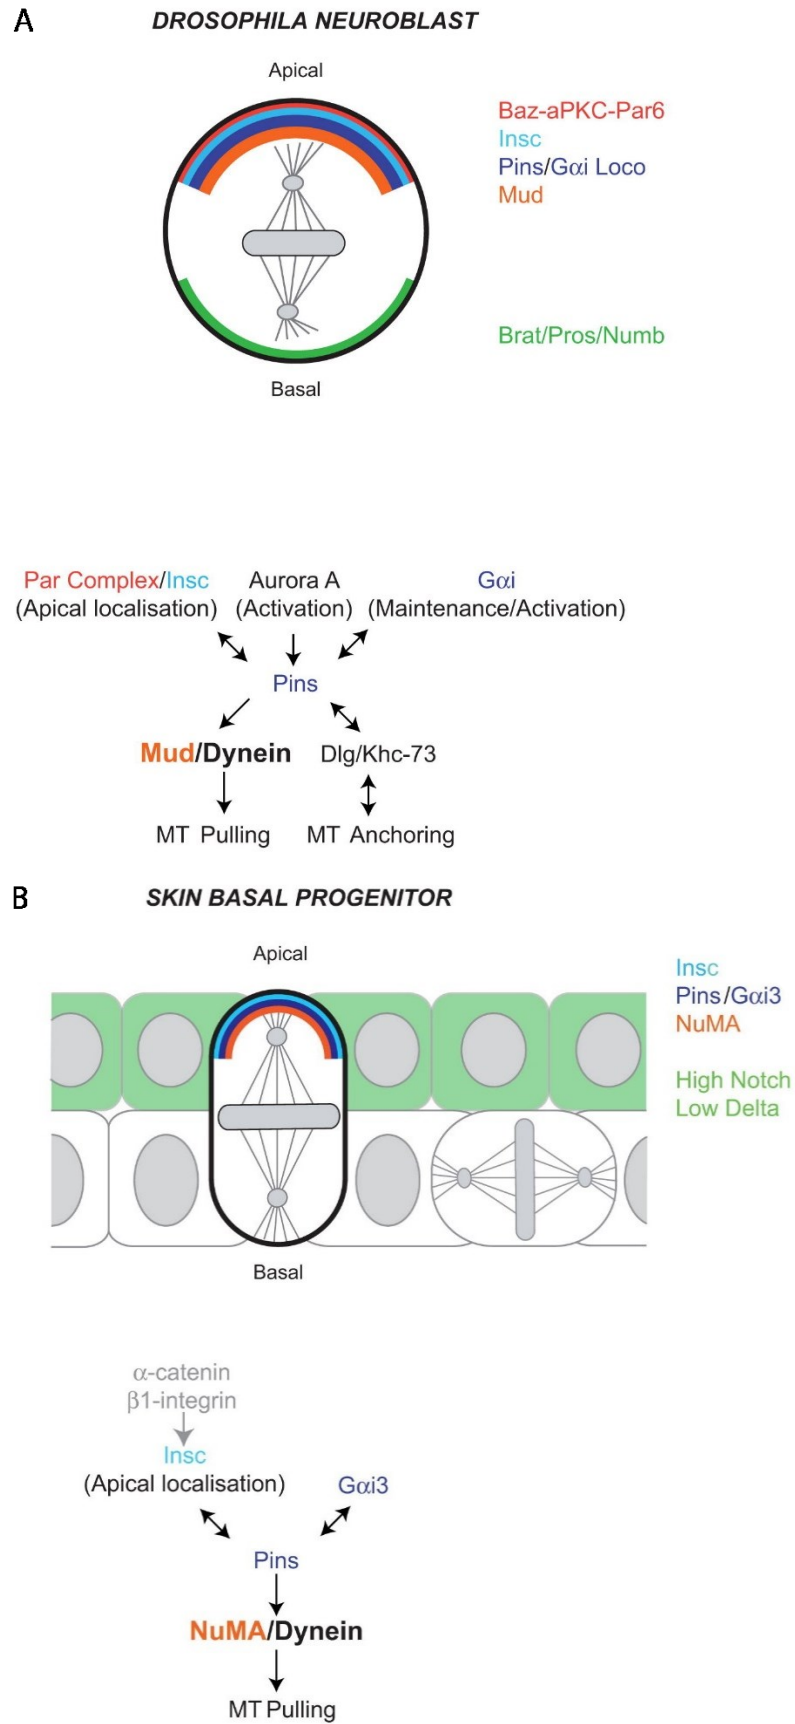 A
DROSOPHILA NEUROBLAST
Apical
Baz-aPKC-Par6
Insc
Pins/Gαi Loco
Mud
Brat/Pros/Numb
Basal
Par Complex/Insc Aurora A Gαi
(Apical localisation) (Activation) (Maintenance/Activation)
Pins
Mud/Dynein Dlg/Khc-73
MT Pulling MT Anchoring
B
SKIN BASAL PROGENITOR
Apical
Insc
Pins/Gαi3
NuMA
High Notch
Low Delta
Basal
α-catenin
β1-integrin
Insc
(Apical localisation) Gαi3
Pins
NuMA/Dynein
MT Pulling